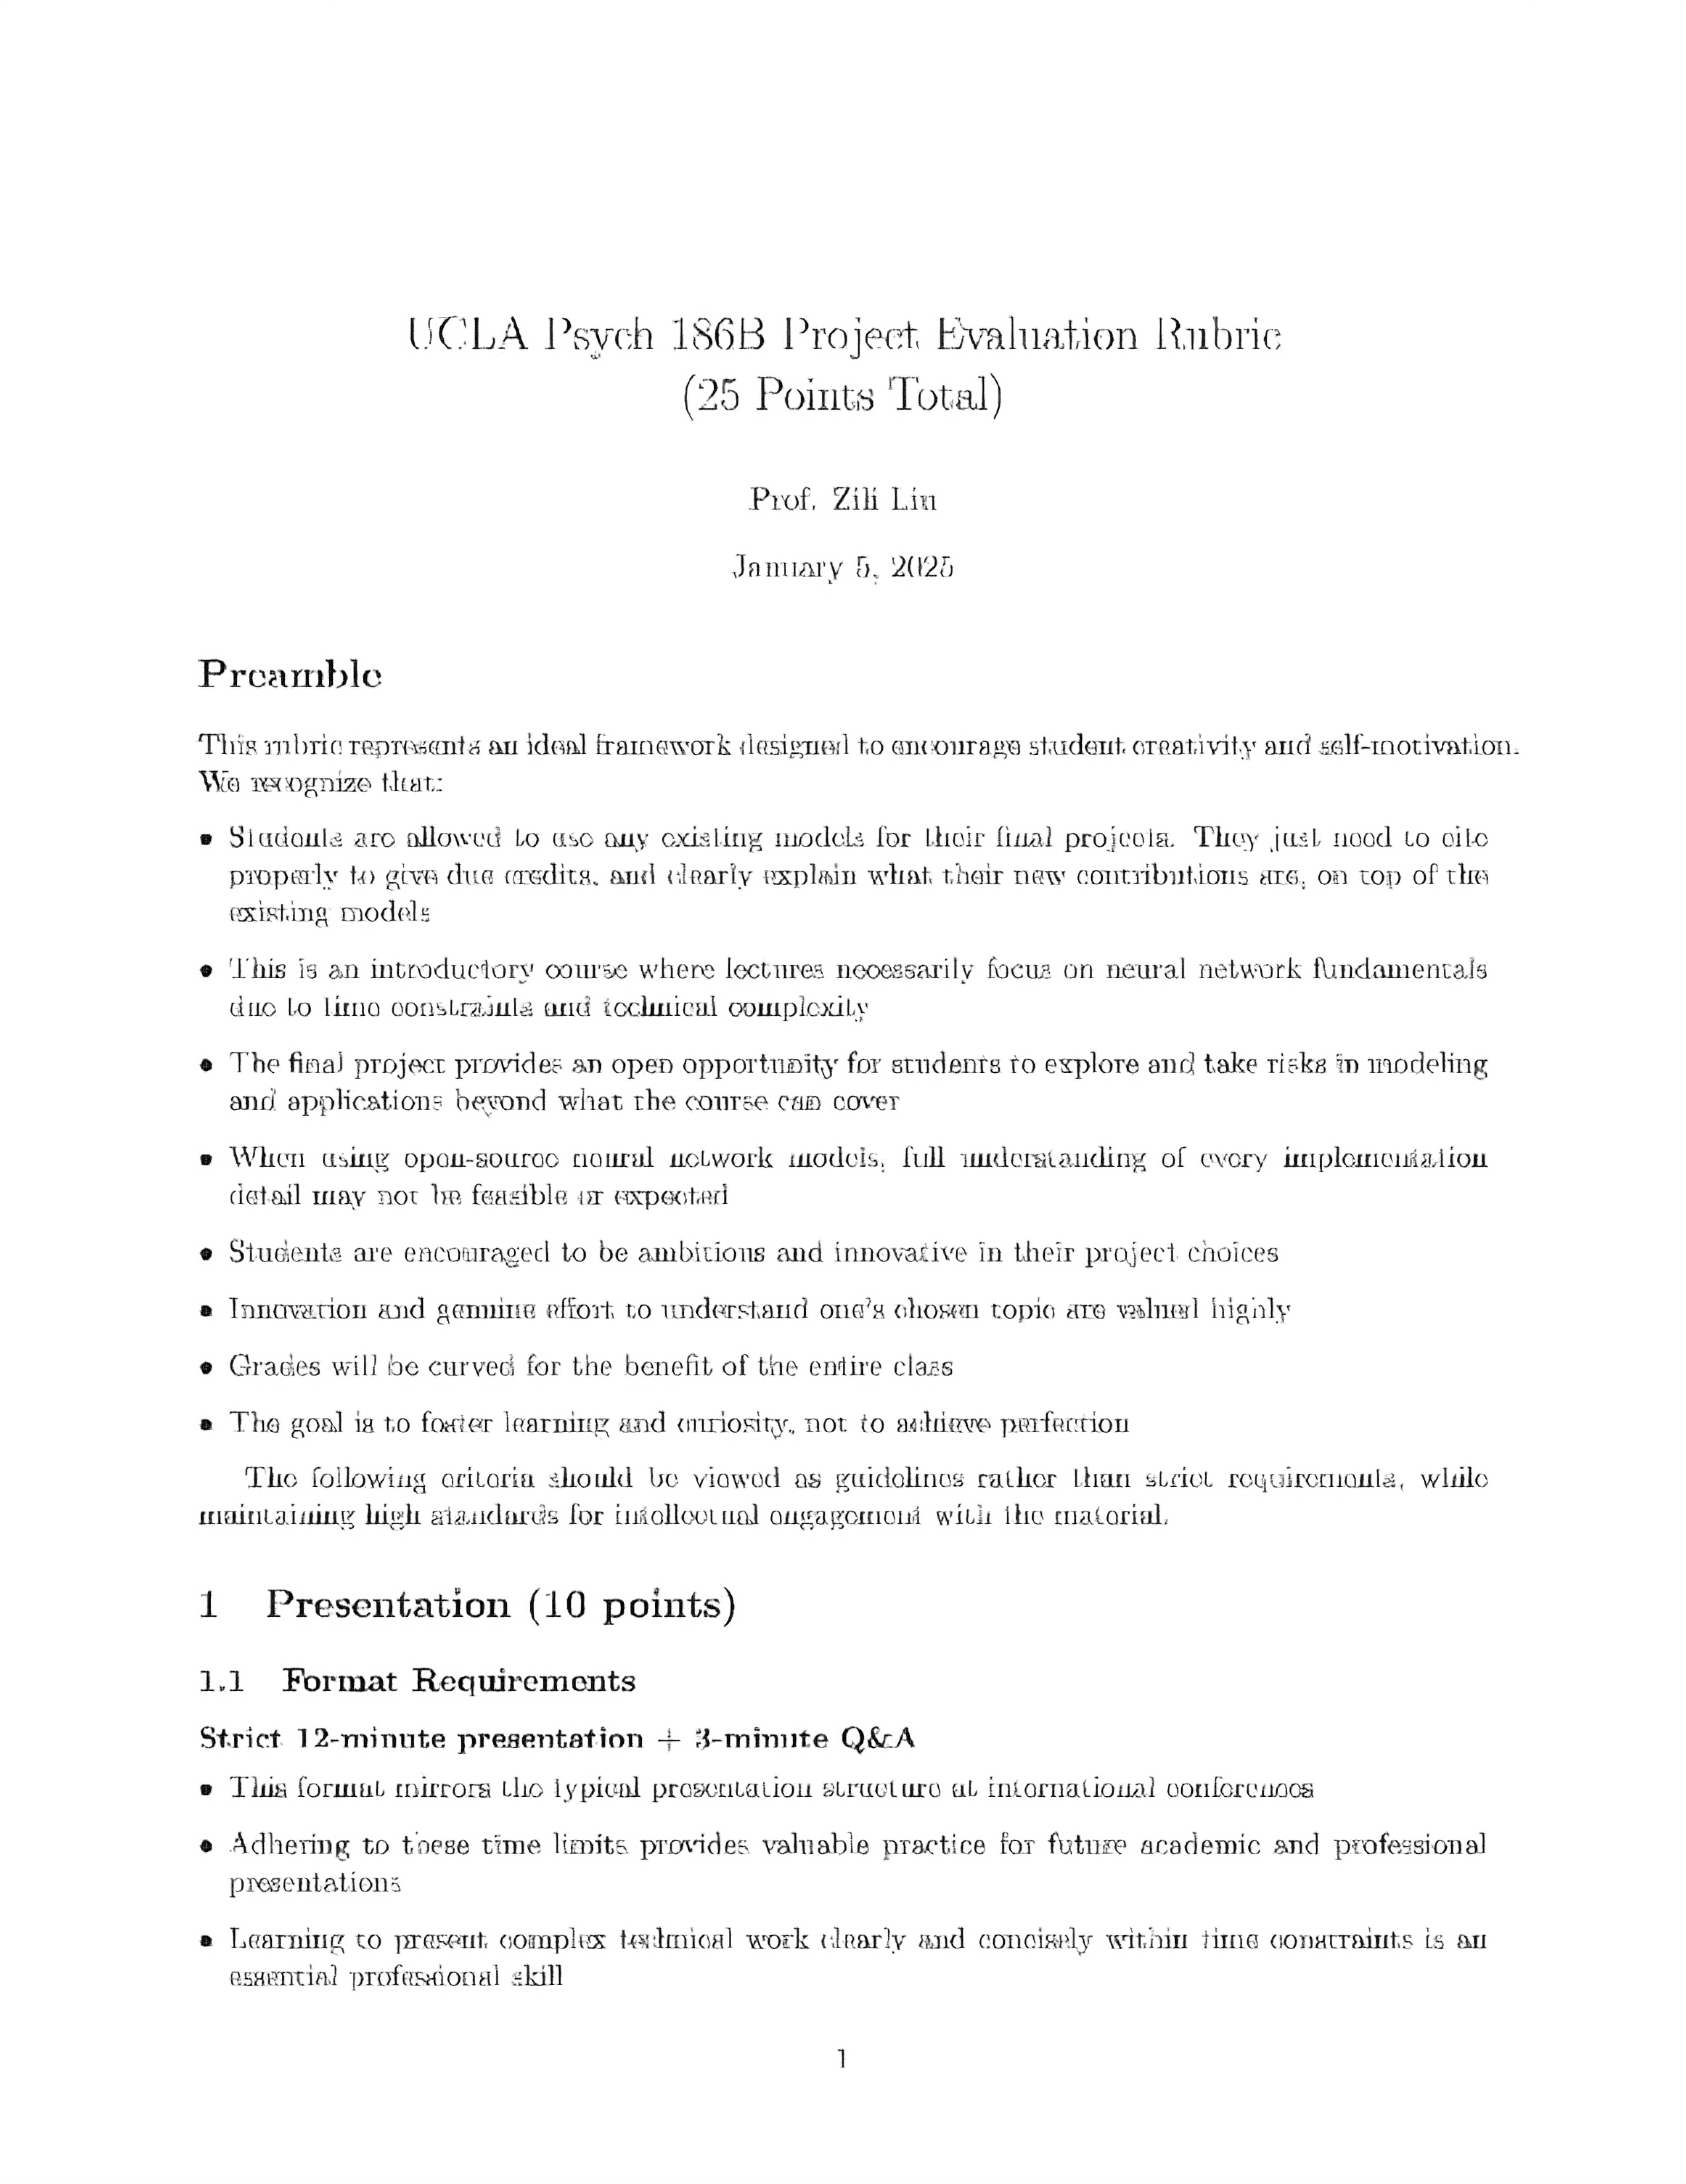 UCLA Psych 186B Project Evaluation Rubric
(25 Points Total)
Prof. Zili Liu
January 5, 2025
Preamble
This rubric represents an ideal framework designed to encourage student creativity and self-motivation.
We recognize that:
• Students are allowed to use any existing models for their final projects. They just need to cite
properly to give due credits, and clearly explain what their new contributions are, on top of the
existing models
• This is an introductory course where lectures necessarily focus on neural network fundamentals
due to time constraints and technical complexity
• The final project provides an open opportunity for students to explore and take risks in modeling
and applications beyond what the course can cover
• When using open-source neural network models, full understanding of every implementation
detail may not be feasible or expected
• Students are encouraged to be ambitious and innovative in their project choices
• Innovation and genuine effort to understand one's chosen topic are valued highly
• Grades will be curved for the benefit of the entire class
• The goal is to foster learning and curiosity, not to achieve perfection
The following criteria should be viewed as guidelines rather than strict requirements, while
maintaining high standards for intellectual engagement with the material.
1 Presentation (10 points)
1.1 Format Requirements
Strict 12-minute presentation + 3-minute Q&A
• This format mirrors the typical presentation structure at international conferences
• Adhering to these time limits provides valuable practice for future academic and professional
presentations
• Learning to present complex technical work clearly and concisely within time constraints is an
essential professional skill
1